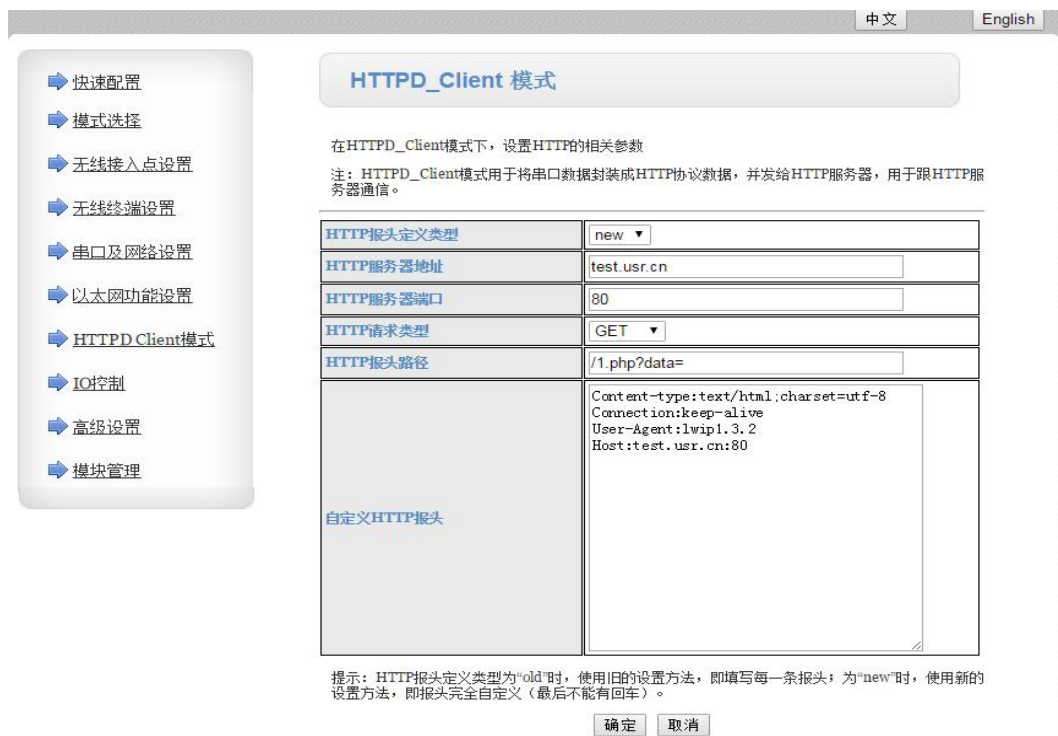 中文 English
快速配置
模式选择
无线接入点设置
无线终端设置
串口及网络设置
以太网功能设置
HTTPD Client模式
IO控制
高级设置
模块管理
HTTPD_Client 模式
在HTTPD_Client模式下，设置HTTP的相关参数
注：HTTPD_Client模式用于将串口数据封装成HTTP协议数据，并发给HTTP服务器，用于跟HTTP服
务器通信。
HTTP报头定义类型 new
HTTP服务器地址 test.usr.cn
HTTP服务器端口 80
HTTP请求类型 GET
HTTP报头路径 /1.php?data=
自定义HTTP报头
Content-type:text/html;charset=utf-8
Connection:keep-alive
User-Agent:lwip1.3.2
Host:test.usr.cn:80
提示：HTTP报头定义类型为“old”时，使用旧的设置方法，即填写每一条报头；为“new”时，使用新的
设置方法，即报头完全自定义（最后不能有回车）。
确定 取消